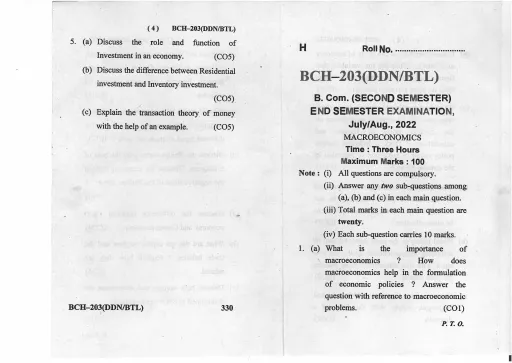 ( 4 ) BCH-203(DDN/BTL)
5. (a) Discuss the role and function of
Investment in an economy. (CO5)
(b) Discuss the difference between Residential
investment and Inventory investment.
(CO5)
(c) Explain the transaction theory of money
with the help of an example. (CO5)
BCH-203(DDN/BTL) 330
H Roll No. ..............................
BCH–203(DDN/BTL)
B. Com. (SECOND SEMESTER)
END SEMESTER EXAMINATION,
July/Aug., 2022
MACROECONOMICS
Time : Three Hours
Maximum Marks : 100
Note : (i) All questions are compulsory.
(ii) Answer any two sub-questions among
(a), (b) and (c) in each main question.
(iii) Total marks in each main question are
twenty.
(iv) Each sub-question carries 10 marks.
1. (a) What is the importance of
macroeconomics ? How does
macroeconomics help in the formulation
of economic policies ? Answer the
question with reference to macroeconomic
problems. (CO1)
P. T. O.